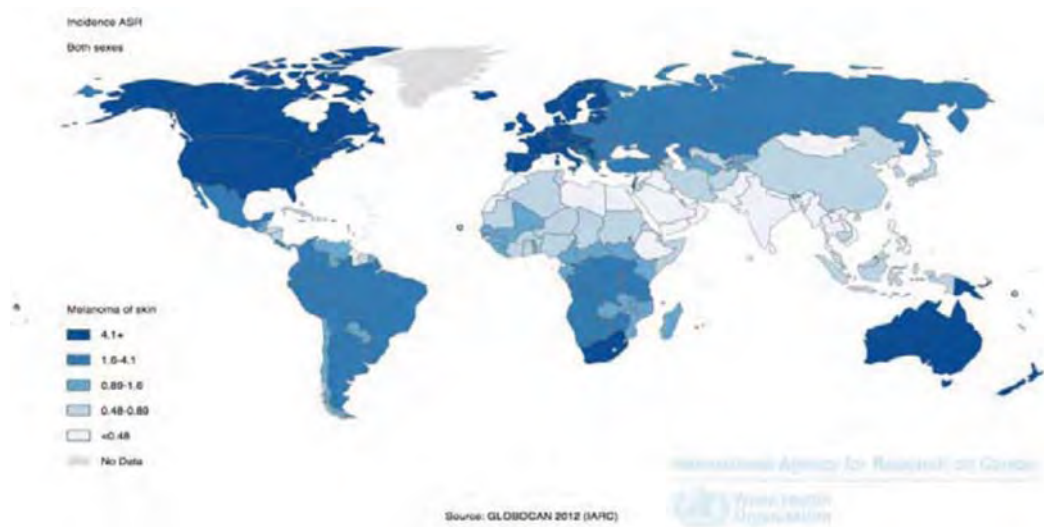 Incidence ASR
Both sexes
Melanoma of skin
4.1+
1.6-4.1
0.89-1.6
0.48-0.89
<0.48
No Data
International Agency for Research on Cancer
World Health
Organization
Source: GLOBOCAN 2012 (IARC)